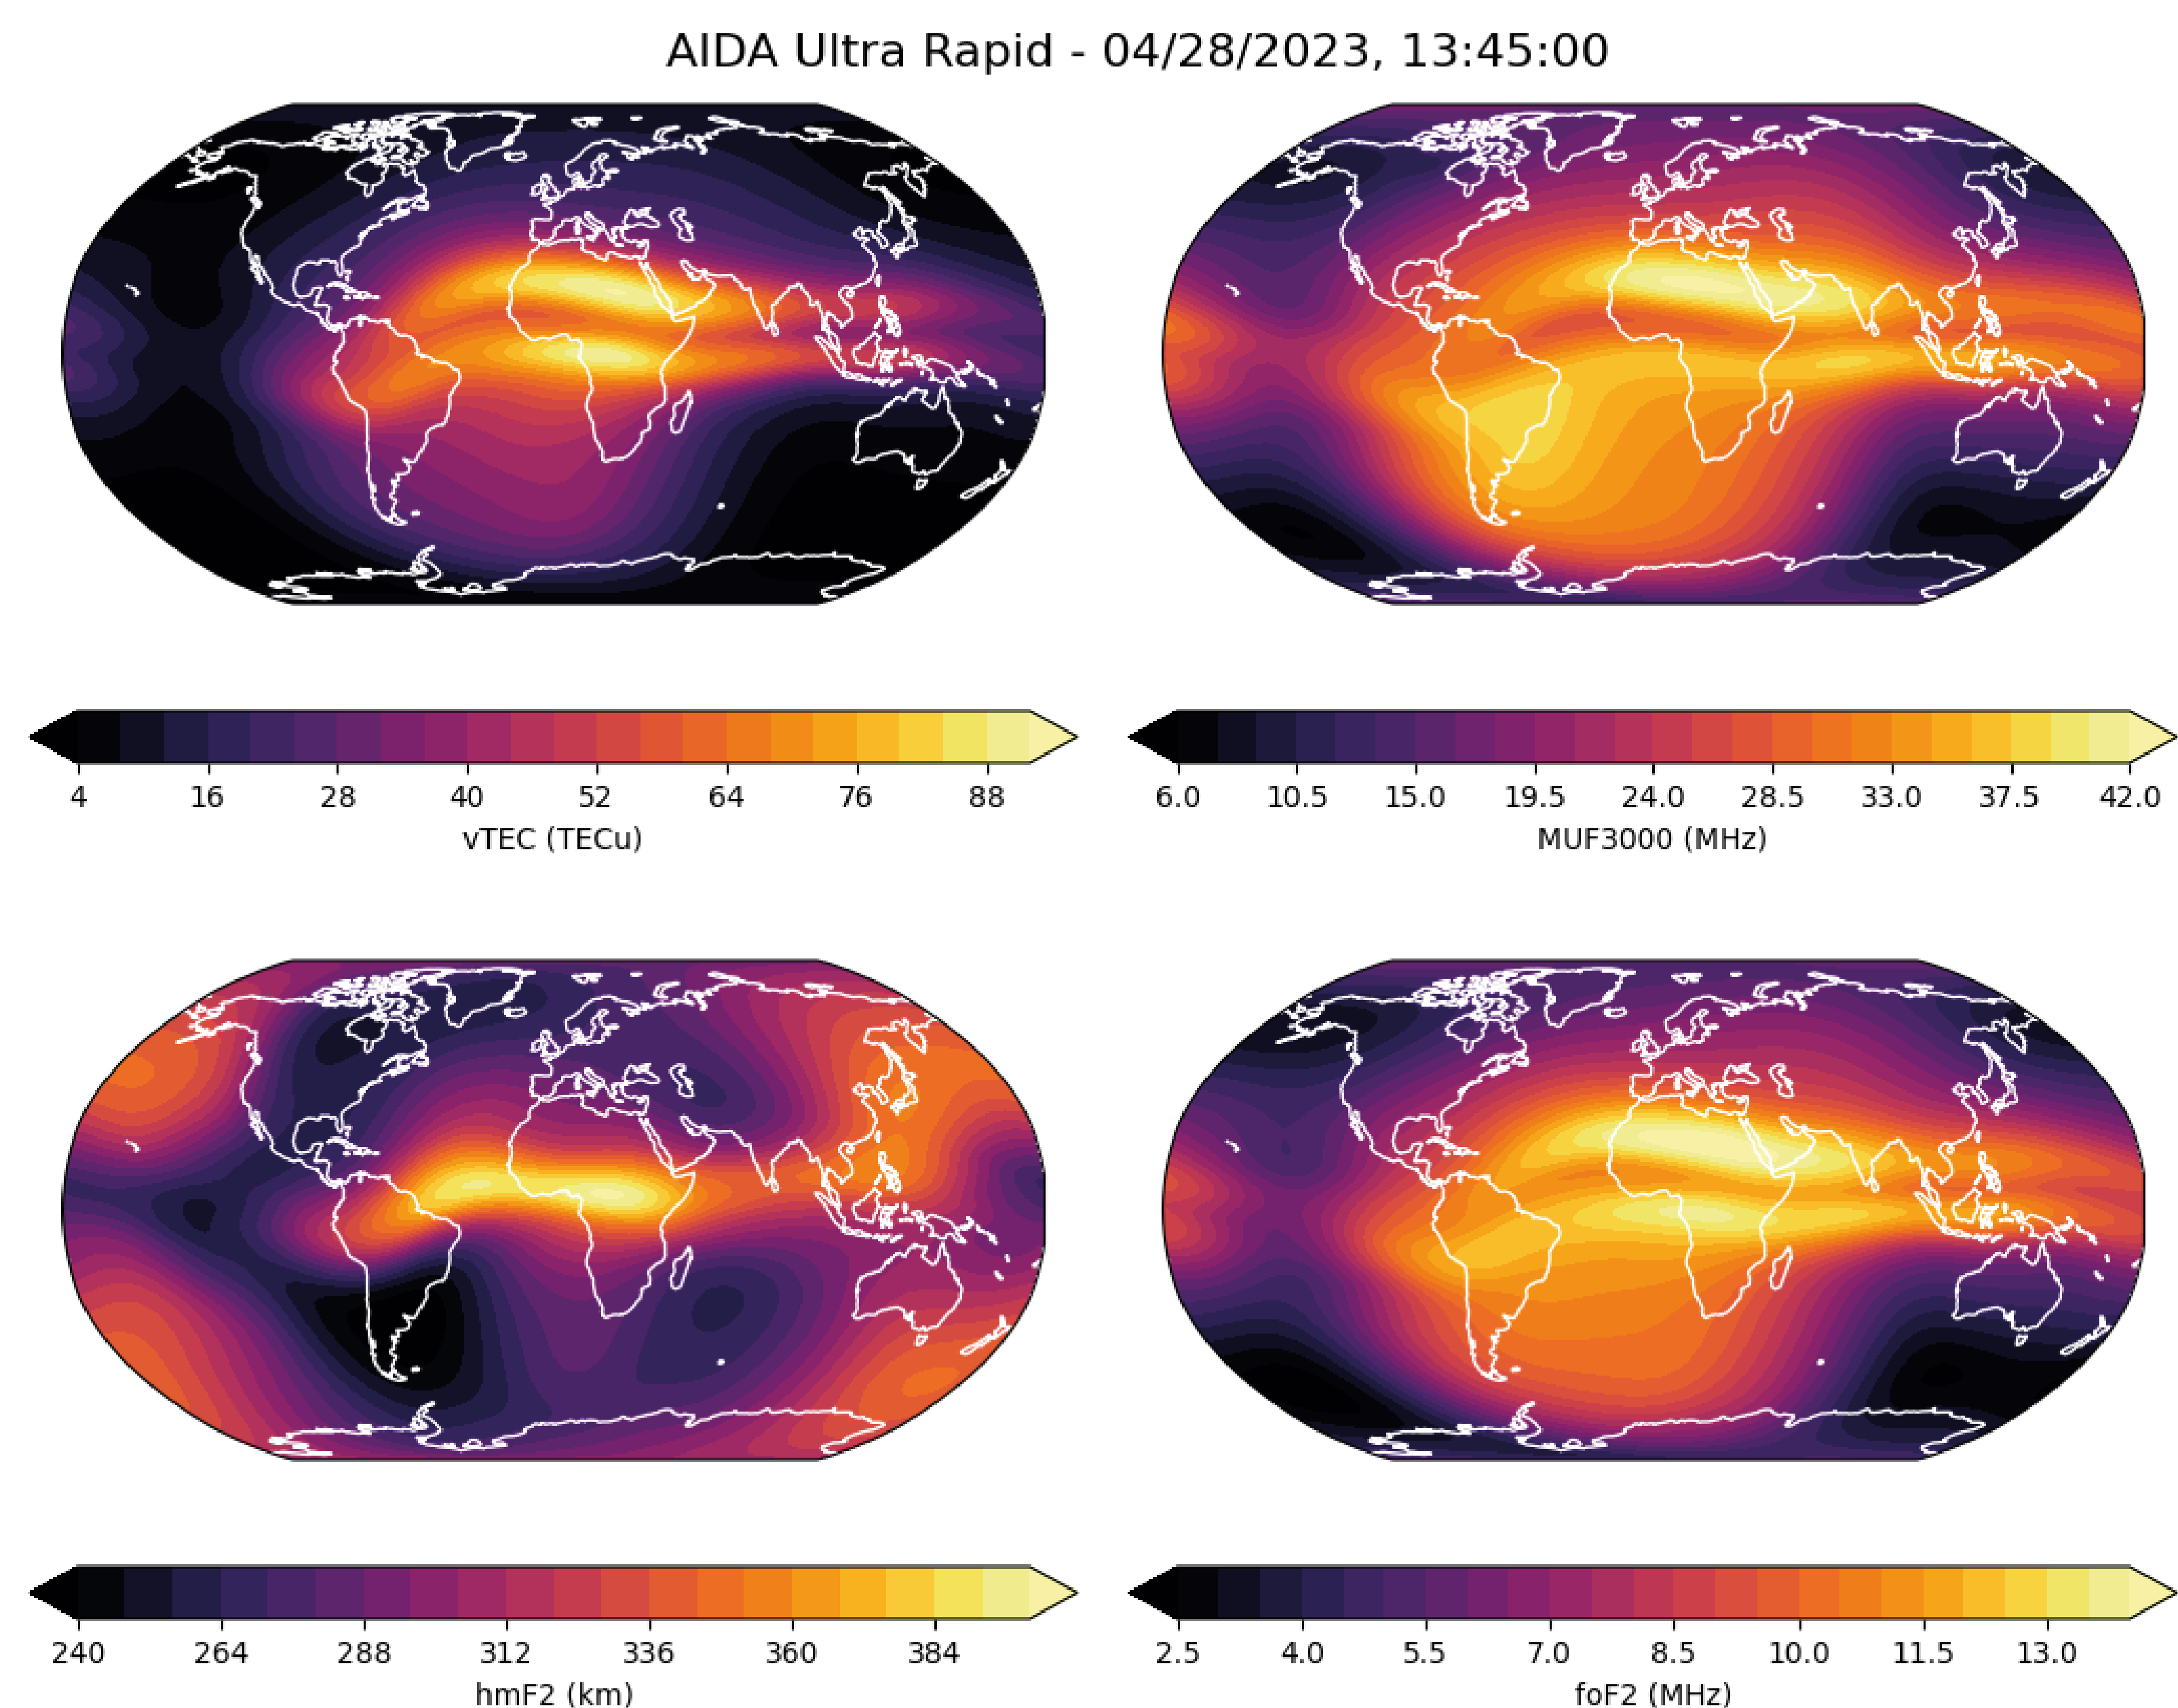 AIDA Ultra Rapid - 04/28/2023, 13:45:00
4 16 28 40 52 64 76 88
vTEC (TECu)
6.0 10.5 15.0 19.5 24.0 28.5 33.0 37.5 42.0
MUF3000 (MHz)
240 264 288 312 336 360 384
hmF2 (km)
2.5 4.0 5.5 7.0 8.5 10.0 11.5 13.0
foF2 (MHz)